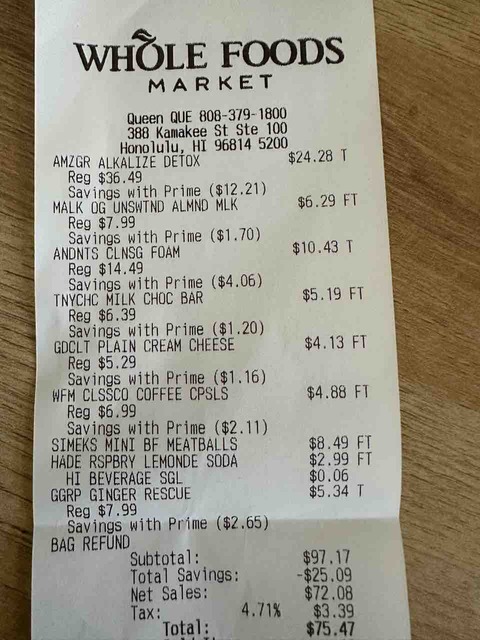 WHOLE FOODS
MARKET
Queen QUE 808-379-1800
388 Kamakee St Ste 100
Honolulu, HI 96814 5200
AMZGR ALKALIZE DETOX $24.28 T
Reg $36.49
Savings with Prime ($12.21)
MALK OG UNSWTND ALMND MLK $6.29 FT
Reg $7.99
Savings with Prime ($1.70)
ANDNTS CLNSG FOAM $10.43 T
Reg $14.49
Savings with Prime ($4.06)
TNYCHC MILK CHOC BAR $5.19 FT
Reg $6.39
Savings with Prime ($1.20)
GDCLT PLAIN CREAM CHEESE $4.13 FT
Reg $5.29
Savings with Prime ($1.16)
WFM CLSSCO COFFEE CPSLS $4.88 FT
Reg $6.99
Savings with Prime ($2.11)
SIMEKS MINI BF MEATBALLS $8.49 FT
HADE RSPBRY LEMONDE SODA $2.99 FT
HI BEVERAGE SGL $0.06
GGRP GINGER RESCUE $5.34 T
Reg $7.99
Savings with Prime ($2.65)
BAG REFUND
Subtotal: $97.17
Total Savings: -$25.09
Net Sales: $72.08
Tax: 4.71% $3.39
Total: $75.47